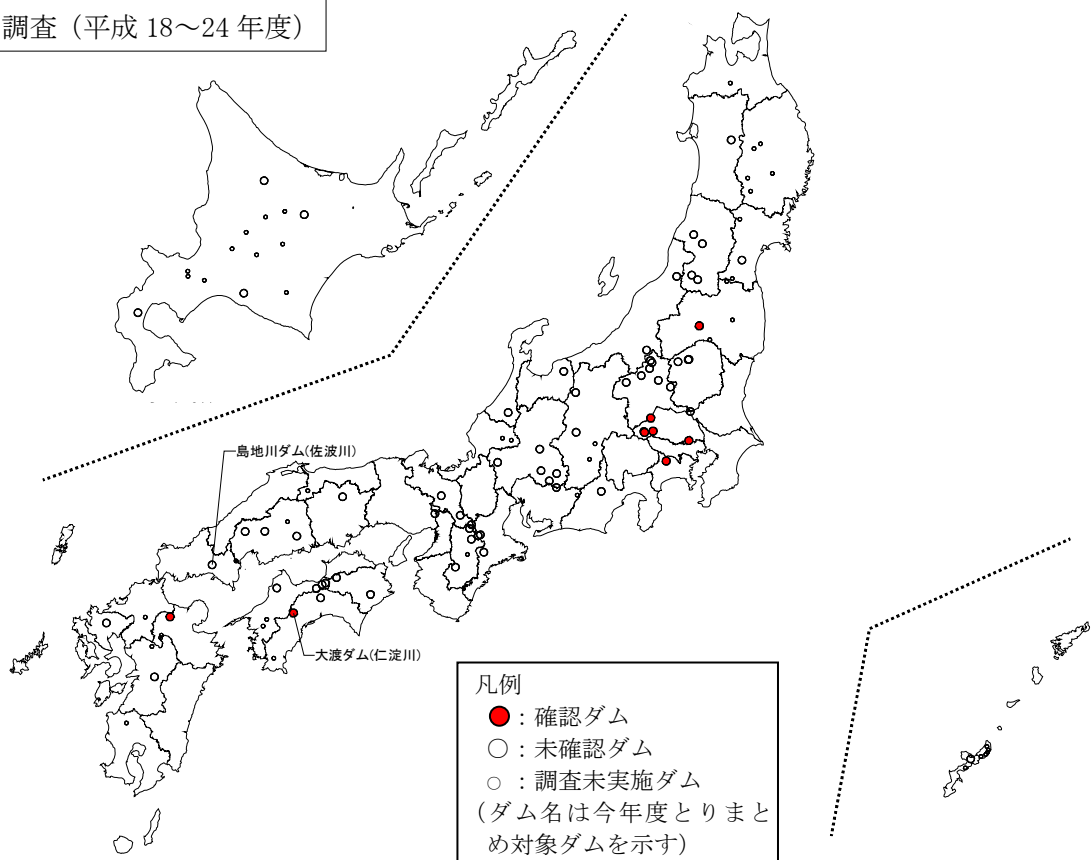 調査（平成 18～24 年度）
島地川ダム(佐波川)
大渡ダム(仁淀川)
凡例
●：確認ダム
○：未確認ダム
○：調査未実施ダム
(ダム名は今年度とりまと
め対象ダムを示す)